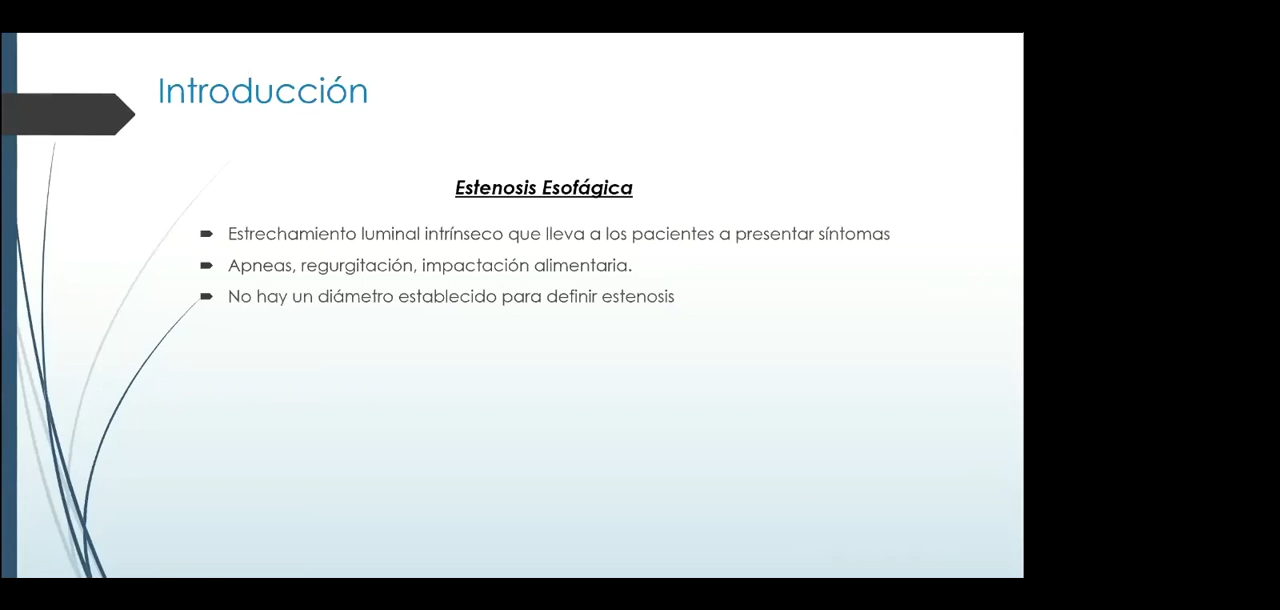 Introducción
Estenosis Esofágica
Estrechamiento luminal intrínseco que lleva a los pacientes a presentar síntomas
Apneas, regurgitación, impactación alimentaria.
No hay un diámetro establecido para definir estenosis